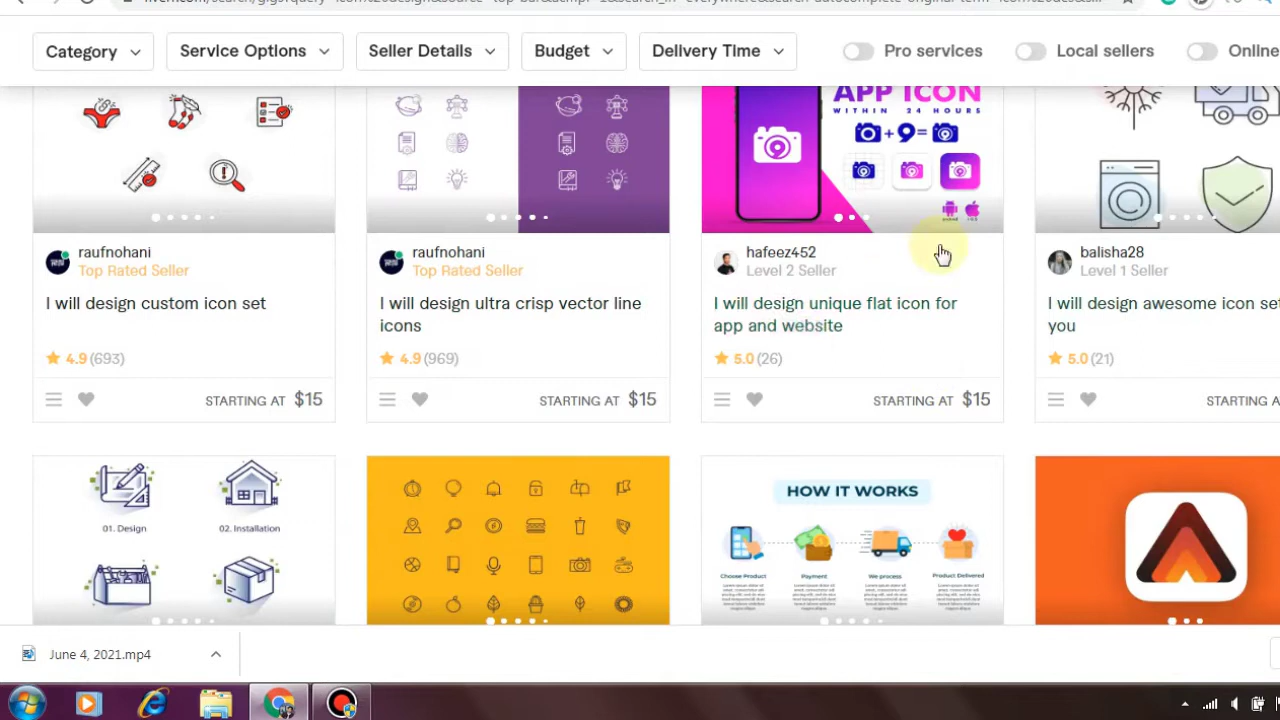 Category
Service Options
Seller Details
Budget
Delivery Time
Pro services
Local sellers
Online
APP ICON
WITHIN 24 HOURS
raufnohani
Top Rated Seller
I will design custom icon set
4.9 (693)
STARTING AT $15
raufnohani
Top Rated Seller
I will design ultra crisp vector line
icons
4.9 (969)
STARTING AT $15
hafeez452
Level 2 Seller
I will design unique flat icon for
app and website
5.0 (26)
STARTING AT $15
balisha28
Level 1 Seller
I will design awesome icon set
you
5.0 (21)
STARTING AT
01. Design
02. Installation
HOW IT WORKS
Choose Product
Payment
We process
Product Delivered
June 4, 2021.mp4